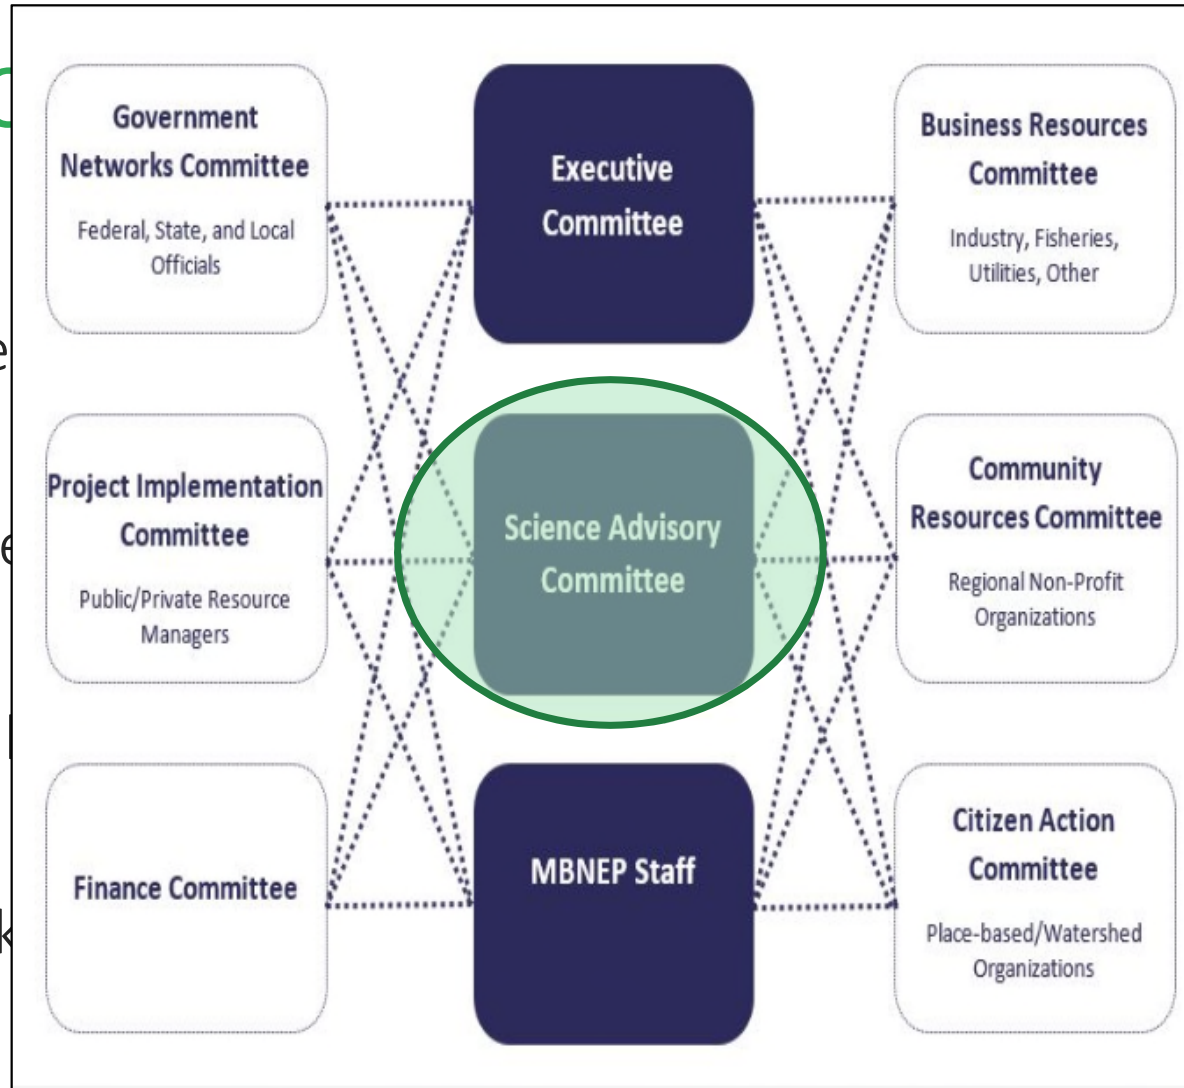 Government
Networks Committee
Federal, State, and Local
Officials
Executive
Committee
Business Resources
Committee
Industry, Fisheries,
Utilities, Other
Project Implementation
Committee
Public/Private Resource
Managers
Science Advisory
Committee
Community
Resources Committee
Regional Non-Profit
Organizations
Finance Committee
MBNEP Staff
Citizen Action
Committee
Place-based/Watershed
Organizations